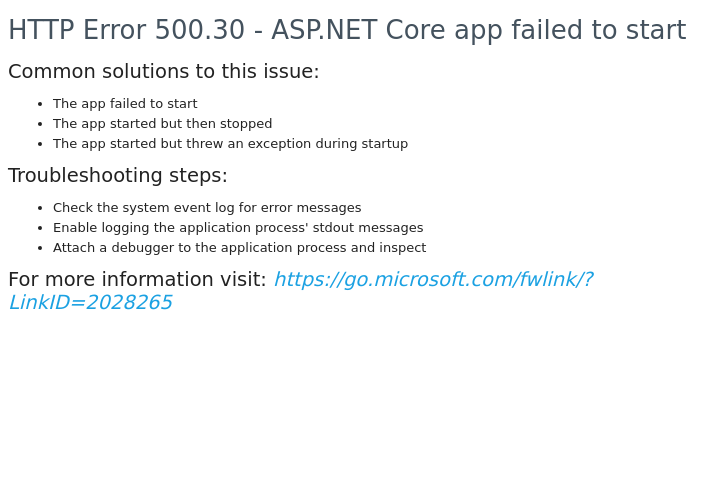 HTTP Error 500.30 - ASP.NET Core app failed to start
Common solutions to this issue:
• The app failed to start
• The app started but then stopped
• The app started but threw an exception during startup
Troubleshooting steps:
• Check the system event log for error messages
• Enable logging the application process' stdout messages
• Attach a debugger to the application process and inspect
For more information visit: https://go.microsoft.com/fwlink/?
LinkID=2028265